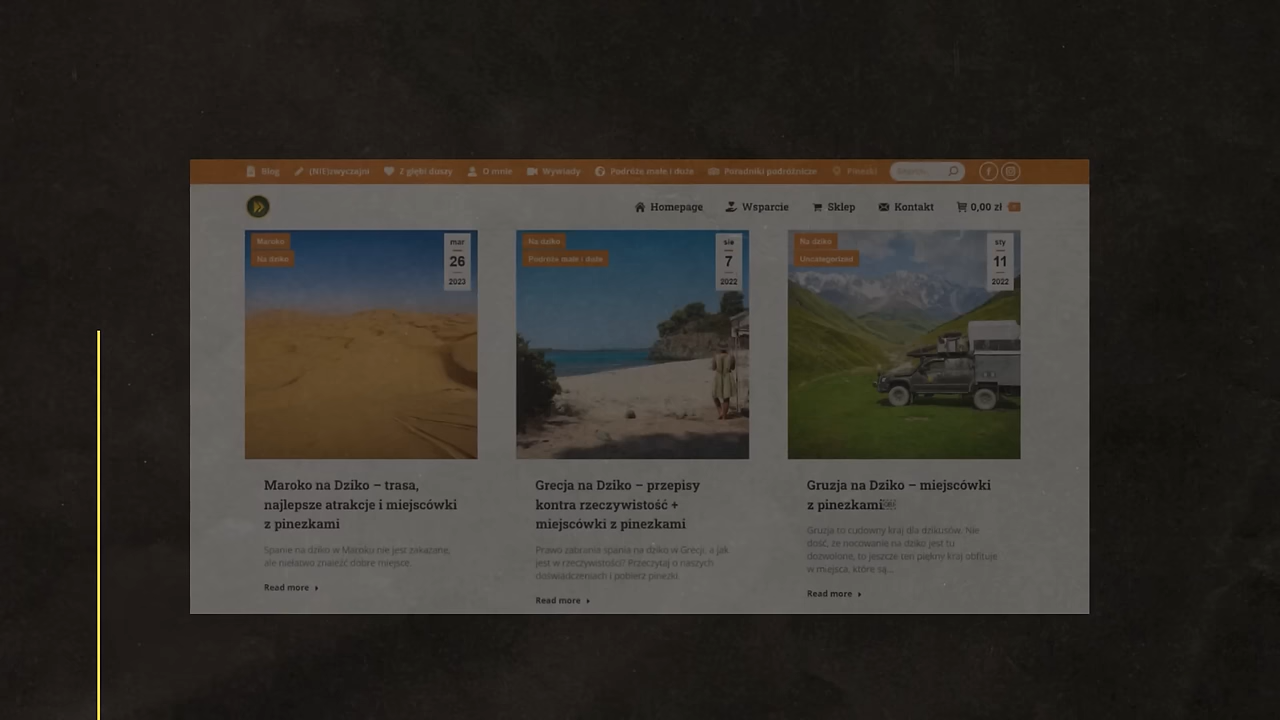 Blog (NIE)zwyczajni Z głębi duszy O mnie Wywiady Podróże małe i duże Poradniki podróżnicze Pinezki Search...
Homepage Wsparcie Sklep Kontakt 0,00 zł
Maroko
Na dziko
mar
26
2023
Maroko na Dziko – trasa,
najlepsze atrakcje i miejscówki
z pinezkami
Spanie na dziko w Maroku nie jest zakazane,
ale niełatwo znaleźć dobre miejsce.
Read more
Na dziko
Podróże małe i duże
sie
7
2022
Grecja na Dziko – przepisy
kontra rzeczywistość +
miejscówki z pinezkami
Prawo zabrania spania na dziko w Grecji, a jak
jest w rzeczywistości? Przeczytaj o naszych
doświadczeniach i pobierz pinezki
Read more
Na dziko
Uncategorized
sty
11
2022
Gruzja na Dziko – miejscówki
z pinezkami
Gruzja to cudowny kraj dla dzikusów. Nie
dość, że nocowanie na dziko jest tu
dozwolone, to jeszcze ten piękny kraj obfituje
w miejsca, które są...
Read more